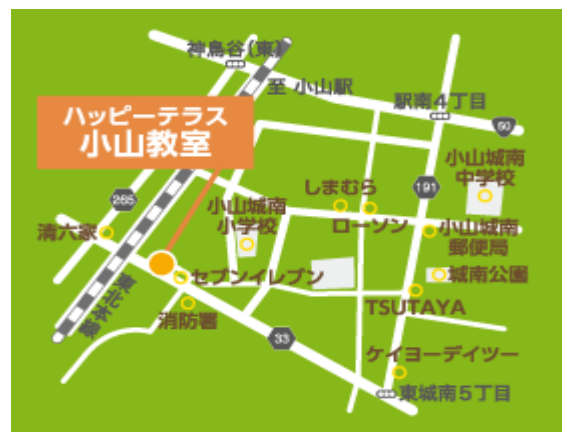 神鳥谷(東)
至 小山駅
駅南4丁目
50
ハッピーテラス
小山教室
小山城南
中学校
191
265
しまむら
ローソン
小山城南
小学校
小山城南
郵便局
清六家
セブンイレブン
城南公園
東北本線
消防署
TSUTAYA
33
ケイヨーデイツー
東城南5丁目